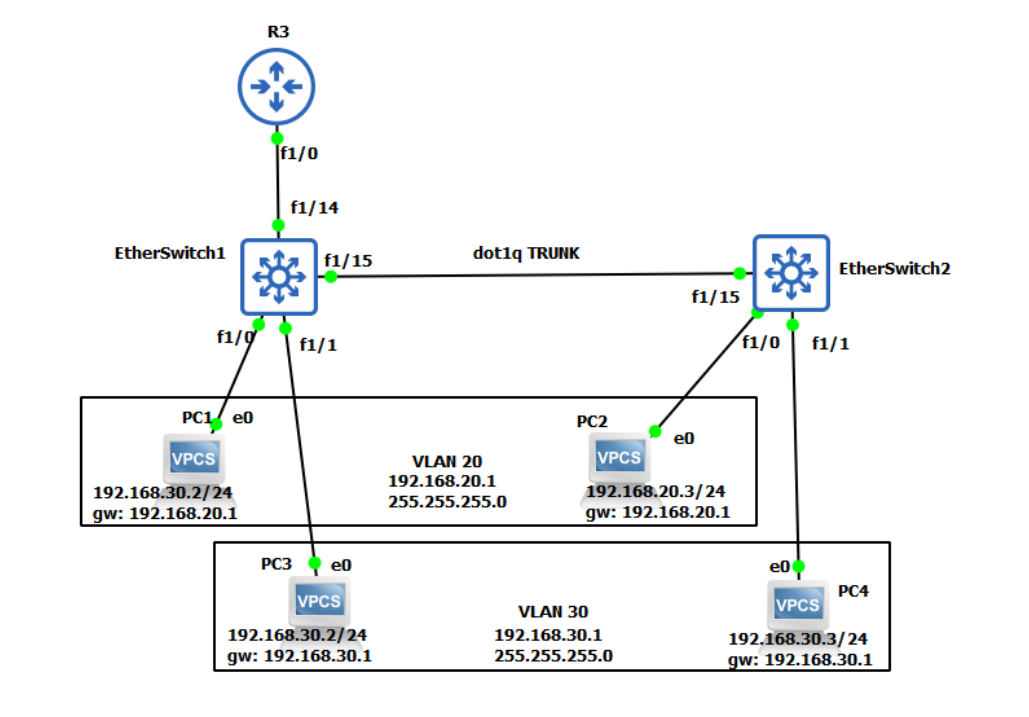 R3
f1/0
f1/14
EtherSwitch1
f1/15
dot1q TRUNK
EtherSwitch2
f1/15
f1/0
f1/1
f1/0
f1/1
PC1
e0
PC2
e0
VPCS
VPCS
VLAN 20
192.168.20.1
255.255.255.0
192.168.30.2/24
gw: 192.168.20.1
192.168.20.3/24
gw: 192.168.20.1
PC3
e0
e0
PC4
VPCS
VPCS
VLAN 30
192.168.30.1
255.255.255.0
192.168.30.2/24
gw: 192.168.30.1
192.168.30.3/24
gw: 192.168.30.1